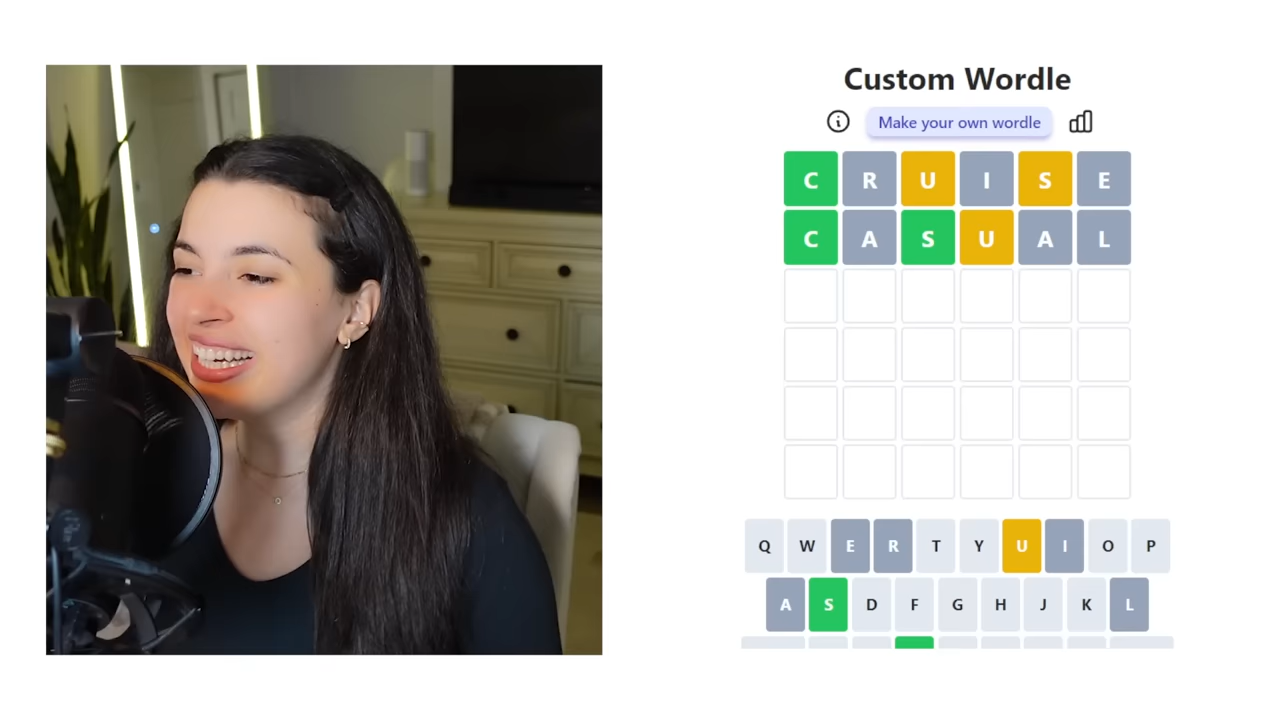 Custom Wordle
Make your own wordle
C R U I S E
C A S U A L
Q W E R T Y U I O P
A S D F G H J K L